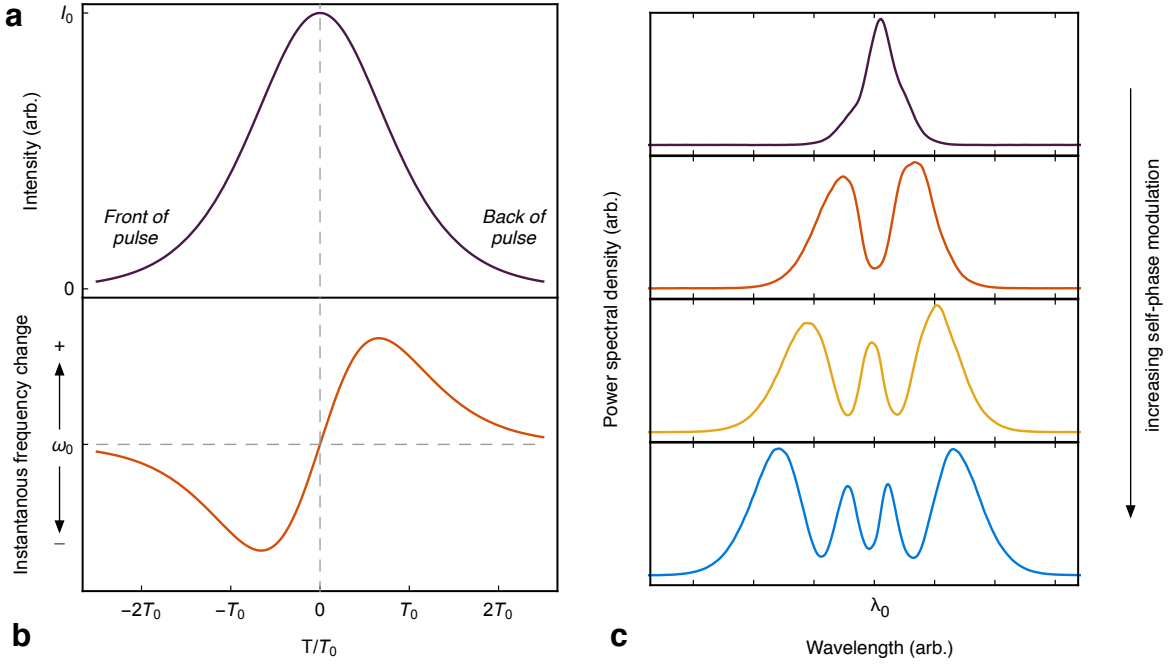 a
I0
Intensity (arb.)
Front of
pulse
Back of
pulse
0
Instantanous frequency change
+
ω0
−
−2T0
−T0
0
T0
2T0
T/T0
b
Power spectral density (arb.)
increasing self-phase modulation
λ0
c
Wavelength (arb.)